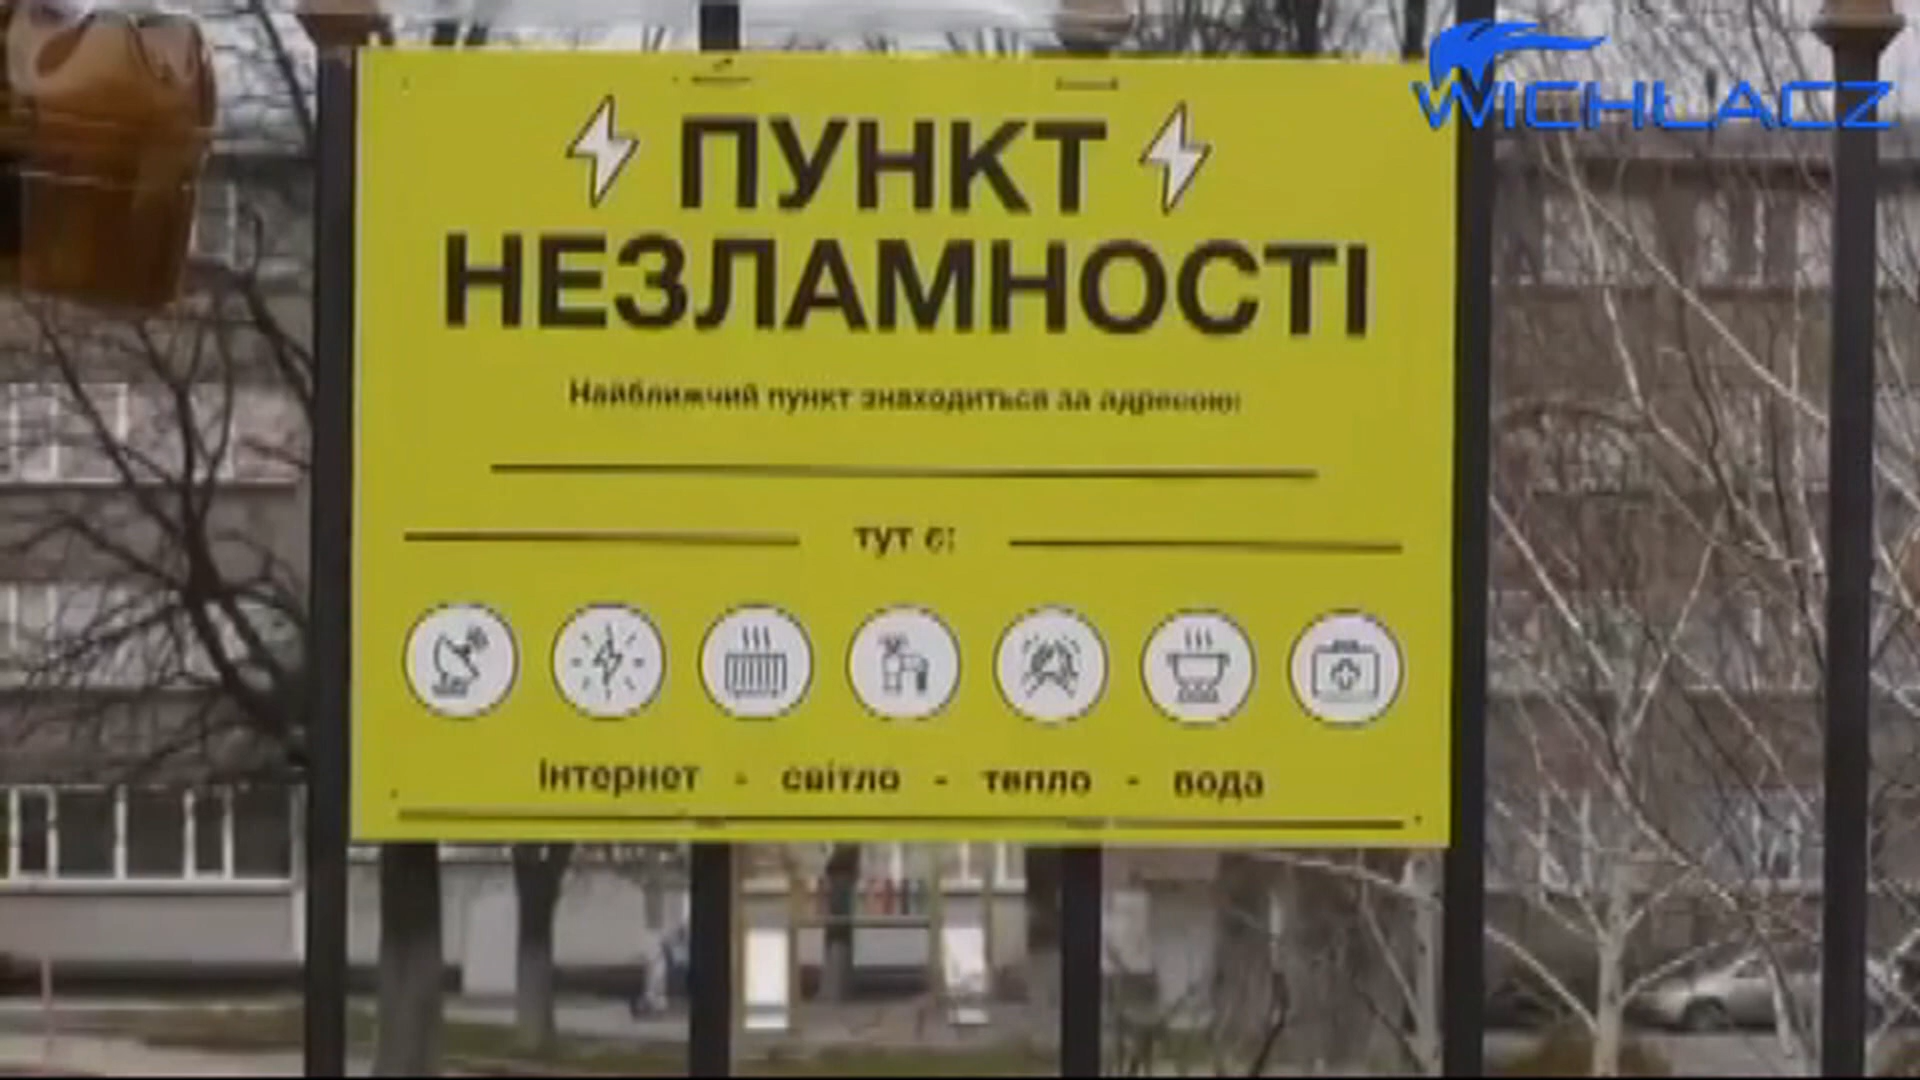 WICHŁACZ
ПУНКТ
НЕЗЛАМНОСТІ
Найближчий пункт знаходиться за адресою:
тут є:
інтернет - світло - тепло - вода